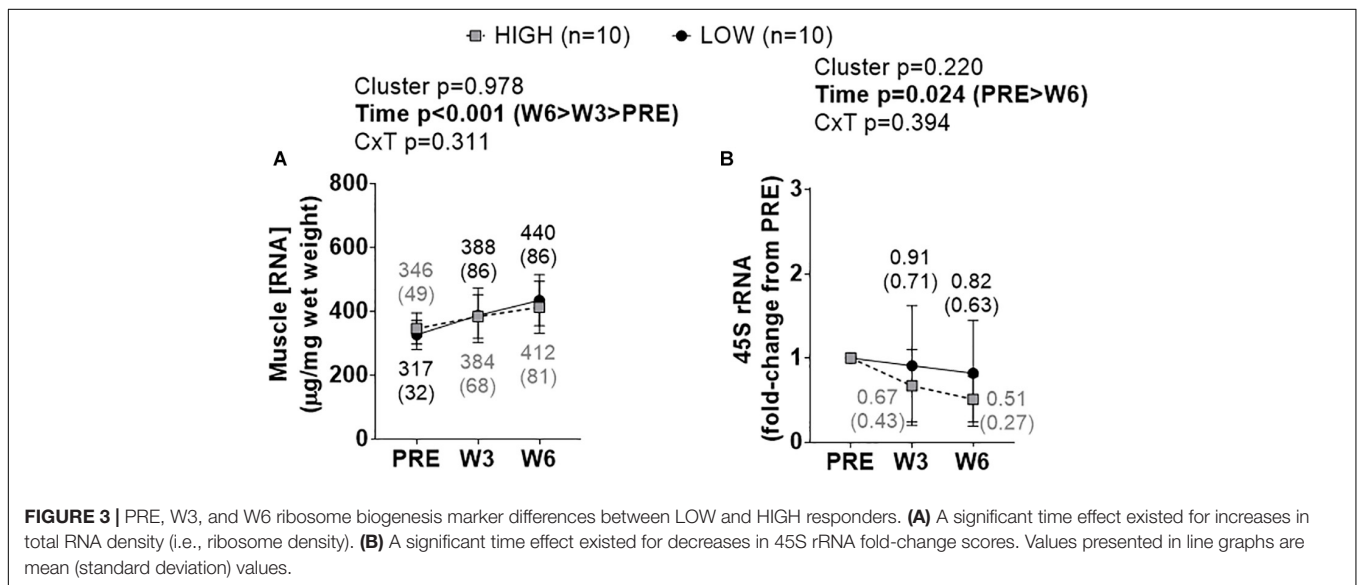 HIGH (n=10) LOW (n=10)
Cluster p=0.978
Time p<0.001 (W6>W3>PRE)
CxT p=0.311
A
Muscle [RNA]
(µg/mg wet weight)
800
600
400
200
0
346
(49)
388
(86)
440
(86)
317
(32)
384
(68)
412
(81)
PRE W3 W6
Cluster p=0.220
Time p=0.024 (PRE>W6)
CxT p=0.394
B
45S rRNA
(fold-change from PRE)
3
2
1
0
0.91
(0.71)
0.82
(0.63)
0.67
(0.43)
0.51
(0.27)
PRE W3 W6
FIGURE 3 | PRE, W3, and W6 ribosome biogenesis marker differences between LOW and HIGH responders. (A) A significant time effect existed for increases in
total RNA density (i.e., ribosome density). (B) A significant time effect existed for decreases in 45S rRNA fold-change scores. Values presented in line graphs are
mean (standard deviation) values.